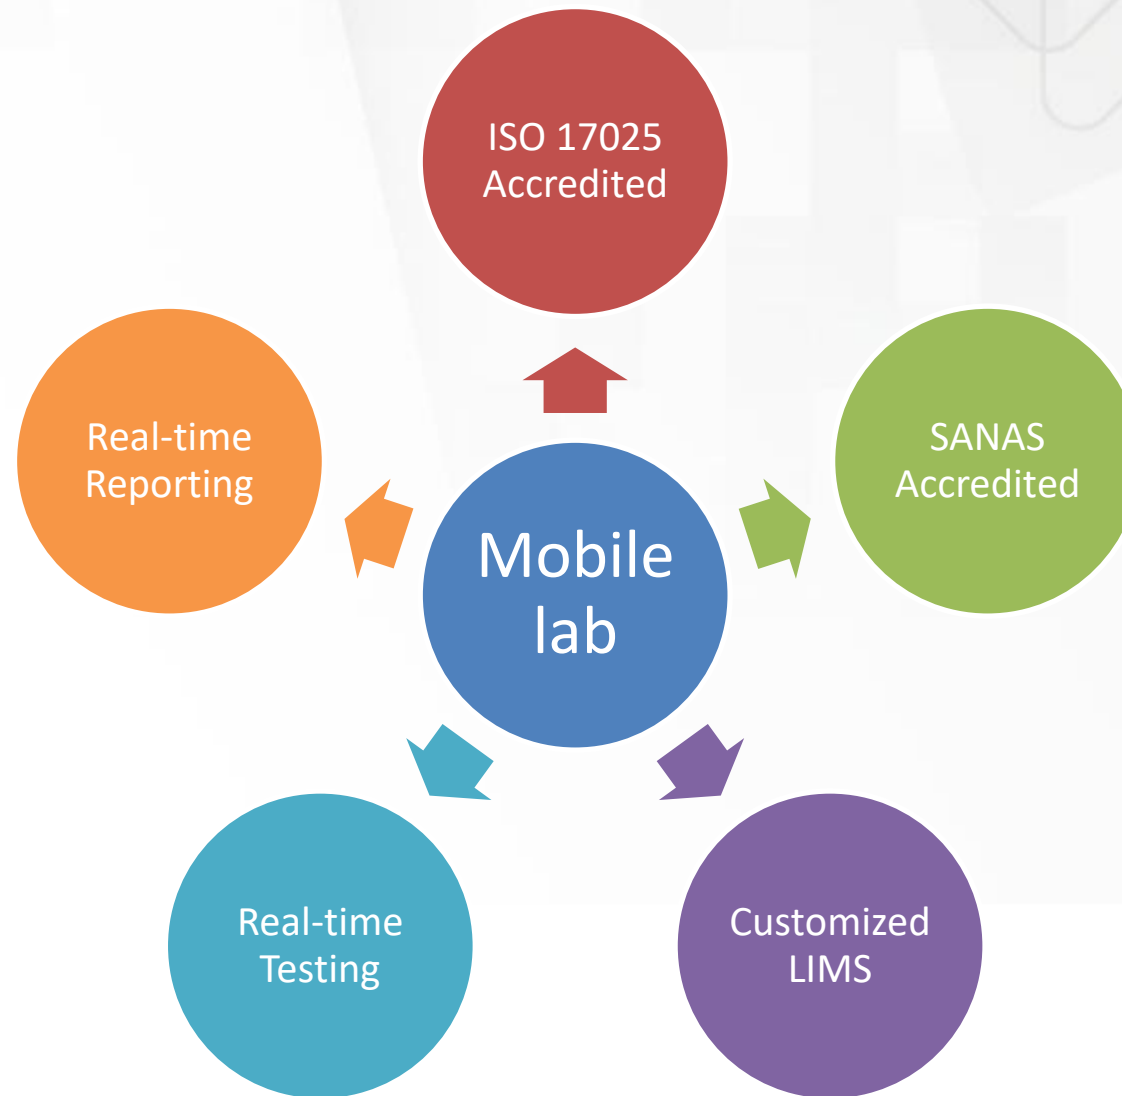 ISO 17025
Accredited
Real-time
Reporting
SANAS
Accredited
Mobile
lab
Real-time
Testing
Customized
LIMS